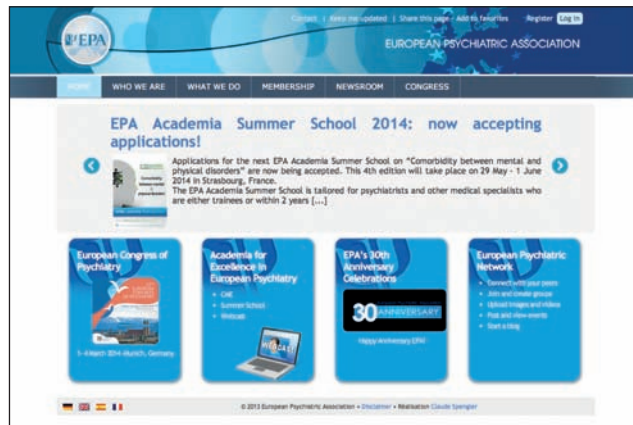 Contact | Keep me updated | Share this page - Add to favorites Register Log in
EPA
EUROPEAN PSYCHIATRIC ASSOCIATION
HOME WHO WE ARE WHAT WE DO MEMBERSHIP NEWSROOM CONGRESS
EPA Academia Summer School 2014: now accepting
applications!
Applications for the next EPA Academia Summer School on “Comorbidity between mental and
physical disorders” are now being accepted. This 4th edition will take place on 29 May - 1 June
2014 in Strasbourg, France.
The EPA Academia Summer School is tailored for psychiatrists and other medical specialists who
are either trainees or within 2 years [...]
European Congress of
Psychiatry
1-4 March 2014 Munich, Germany
Academia for
Excellence in
European Psychiatry
• CME
• Summer School
• Webcast
WEBCAST
EPA's 30th
Anniversary
Celebrations
30 ANNIVERSARY
Happy Anniversary EPA!
European Psychiatric
Network
• Connect with your peers
• Join and create groups
• Upload images and videos
• Post and view events
• Start a blog
© 2013 European Psychiatric Association • Disclaimer • Réalisation Claude Spengler